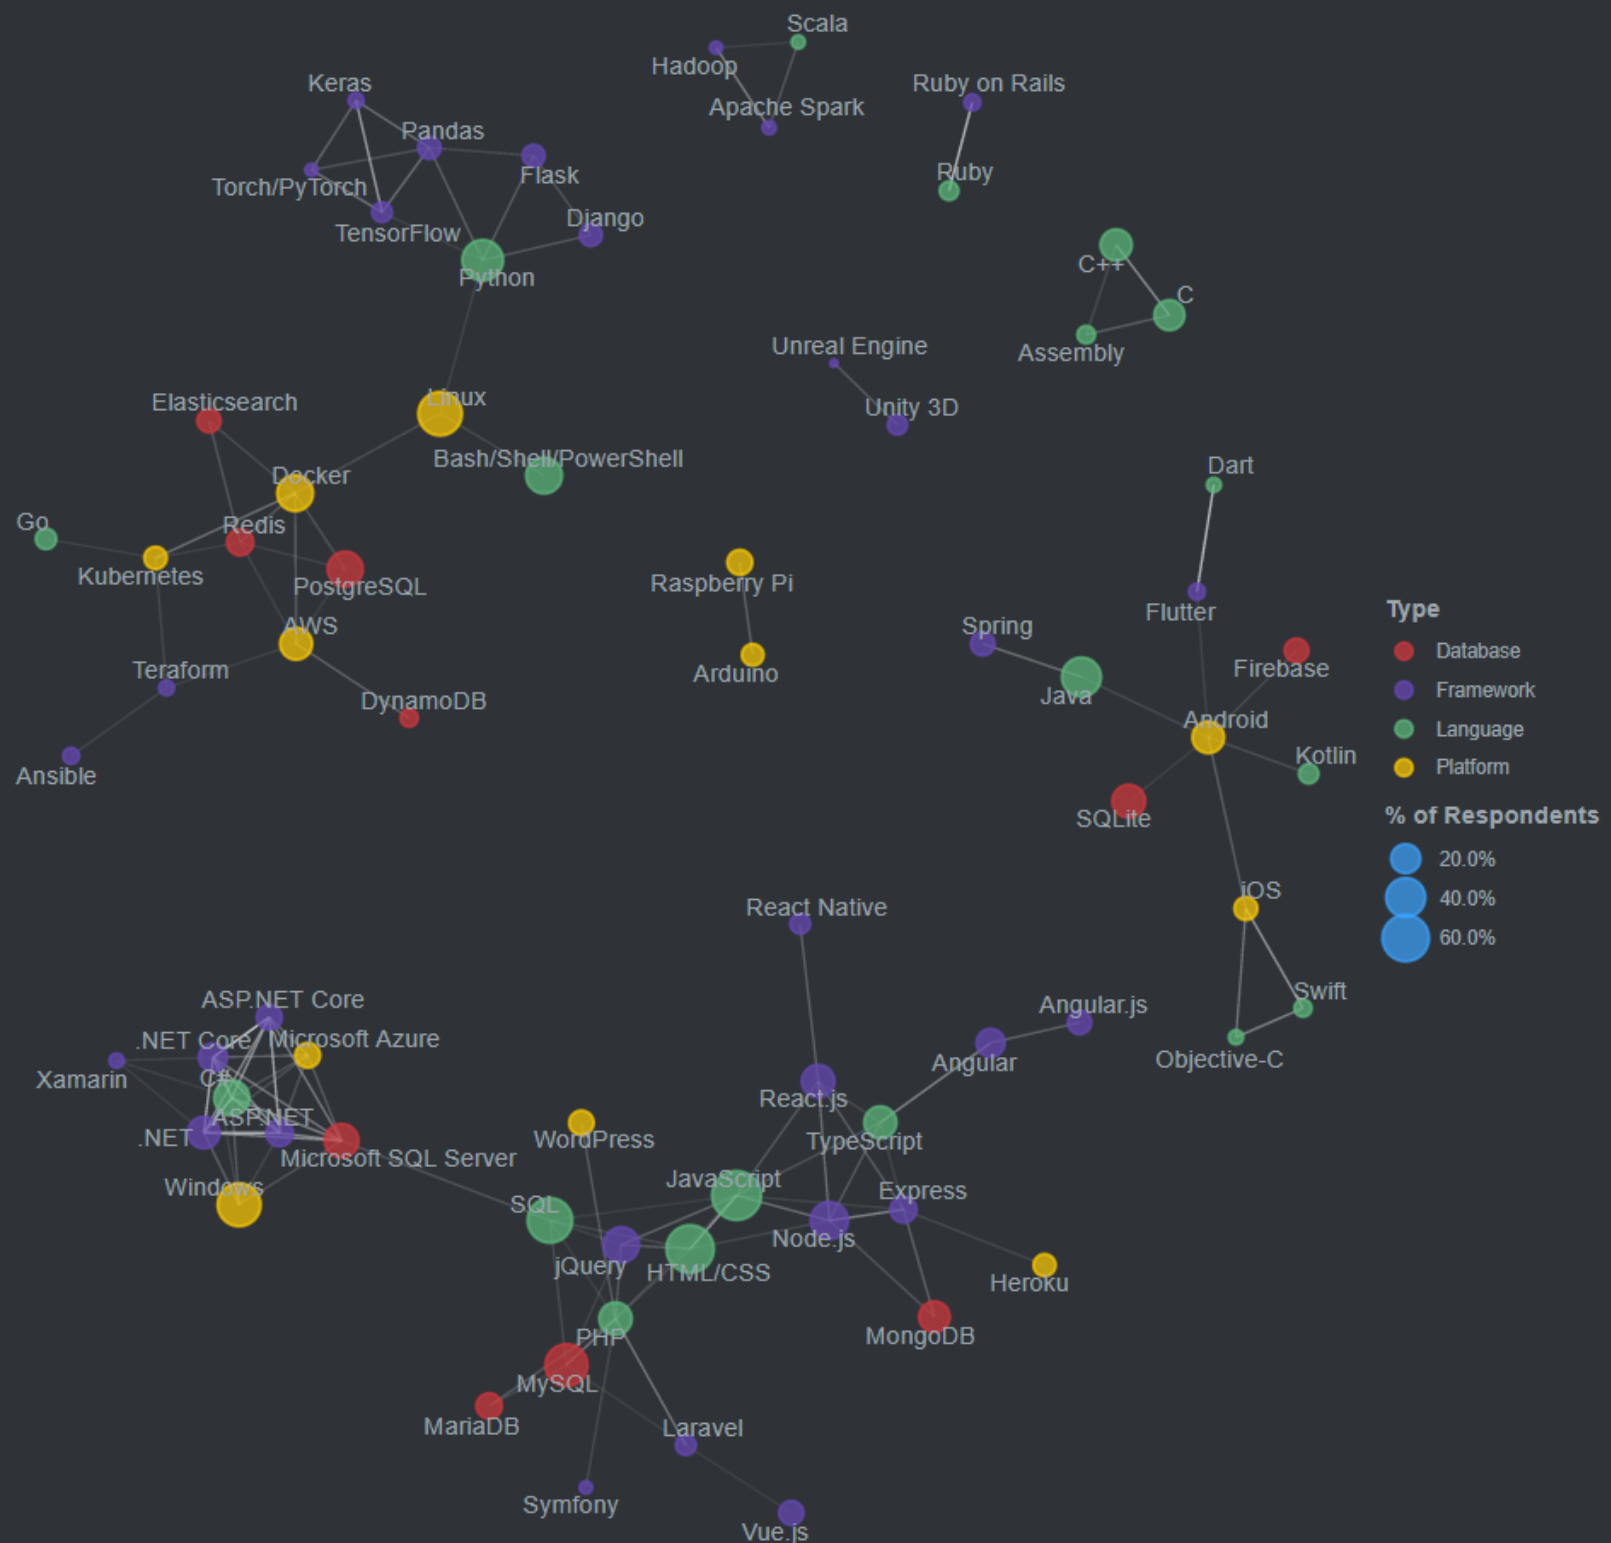 Scala
Hadoop
Keras
Ruby on Rails
Apache Spark
Pandas
Flask
Ruby
Torch/PyTorch
Django
TensorFlow
Python
C++
C
Unreal Engine
Assembly
Linux
Elasticsearch
Unity 3D
Bash/Shell/PowerShell
Dart
Docker
Go
Redis
Kubernetes
Raspberry Pi
PostgreSQL
Flutter
Type
AWS
Spring
Database
Firebase
Teraform
Arduino
Framework
Java
DynamoDB
Android
Language
Kotlin
Platform
Ansible
SQLite
% of Respondents
20.0%
iOS
40.0%
React Native
60.0%
Swift
ASP.NET Core
Angular.js
.NET Core
Microsoft Azure
Objective-C
Angular
Xamarin
C#
React.js
ASP.NET
.NET
WordPress
TypeScript
Microsoft SQL Server
JavaScript
Windows
Express
SQL
Node.js
jQuery
HTML/CSS
Heroku
PHP
MongoDB
MySQL
MariaDB
Laravel
Symfony
Vue.js